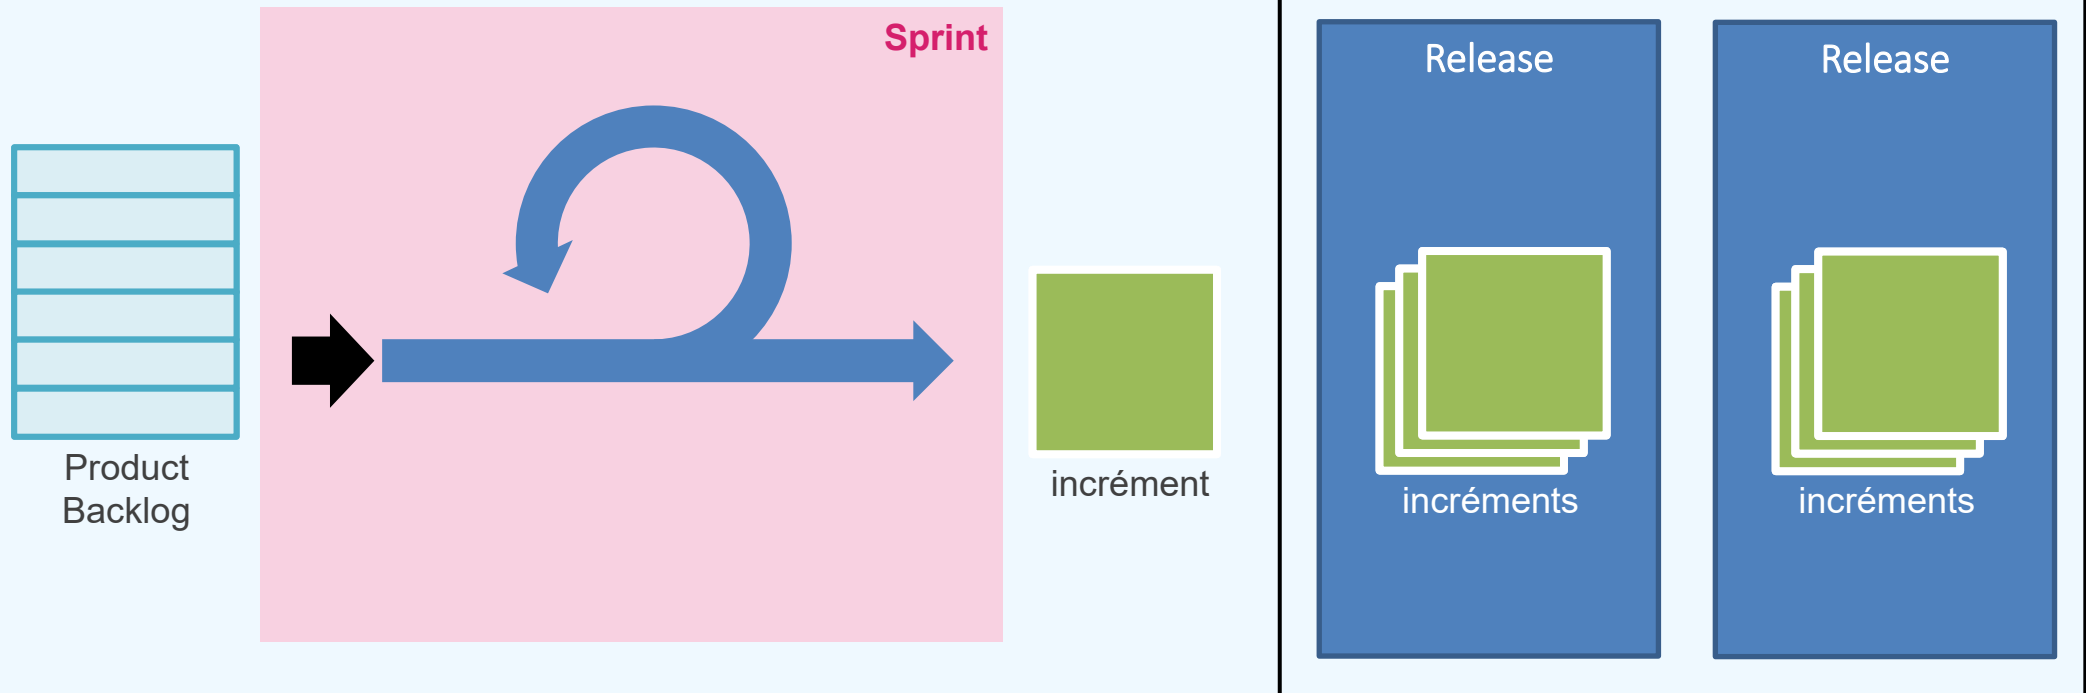 Sprint
Product
Backlog
incrément
Release
incréments
Release
incréments